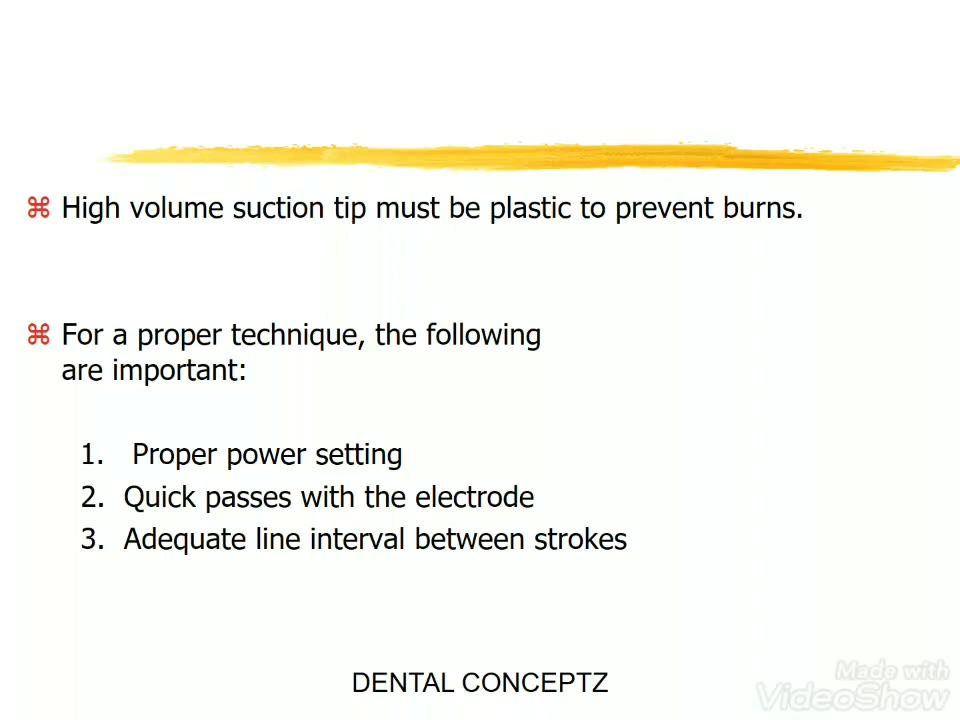 ⌘ High volume suction tip must be plastic to prevent burns.
⌘ For a proper technique, the following
are important:
1. Proper power setting
2. Quick passes with the electrode
3. Adequate line interval between strokes
DENTAL CONCEPTZ
Made with
VideoShow